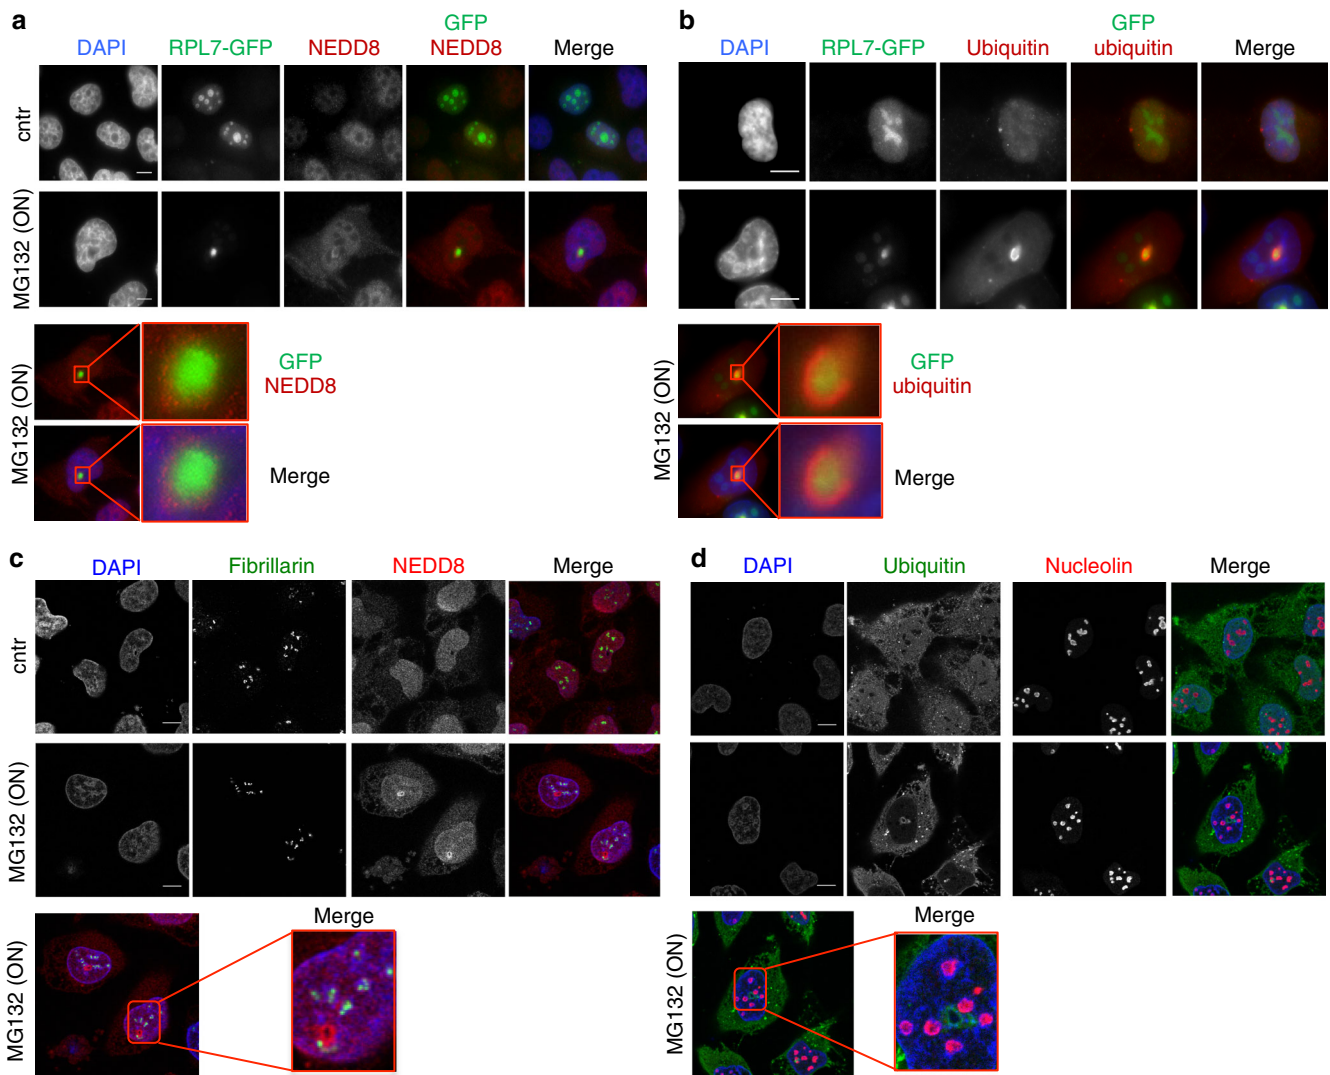 a
DAPI RPL7-GFP NEDD8 GFP NEDD8 Merge
cntr
MG132 (ON)
MG132 (ON)
GFP
NEDD8
Merge
b
DAPI RPL7-GFP Ubiquitin GFP ubiquitin Merge
MG132 (ON)
GFP
ubiquitin
Merge
c
DAPI Fibrillarin NEDD8 Merge
cntr
MG132 (ON)
MG132 (ON)
Merge
d
DAPI Ubiquitin Nucleolin Merge
MG132 (ON)
Merge